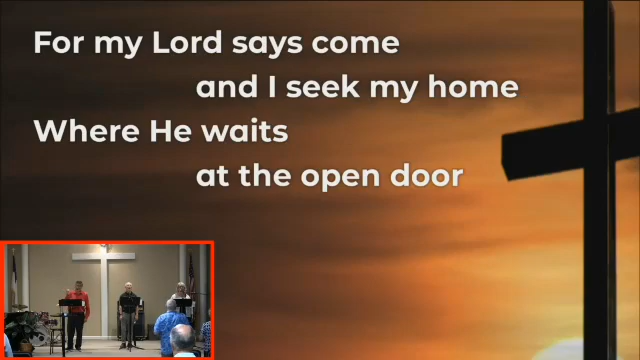 For my Lord says come
and I seek my home
Where He waits
at the open door